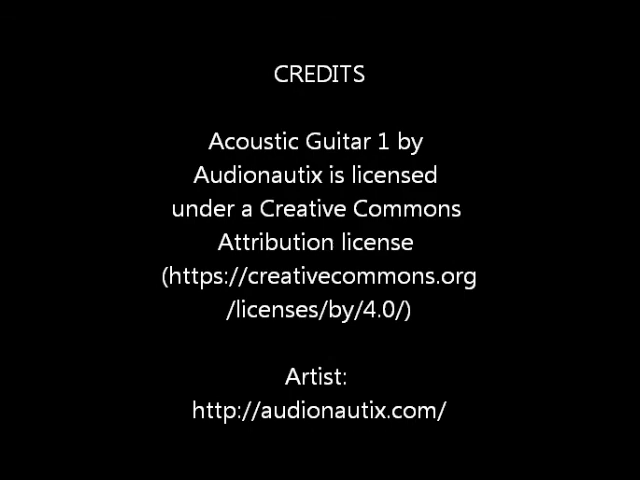 CREDITS
Acoustic Guitar 1 by
Audionautix is licensed
under a Creative Commons
Attribution license
(https://creativecommons.org
/licenses/by/4.0/)
Artist:
http://audionautix.com/